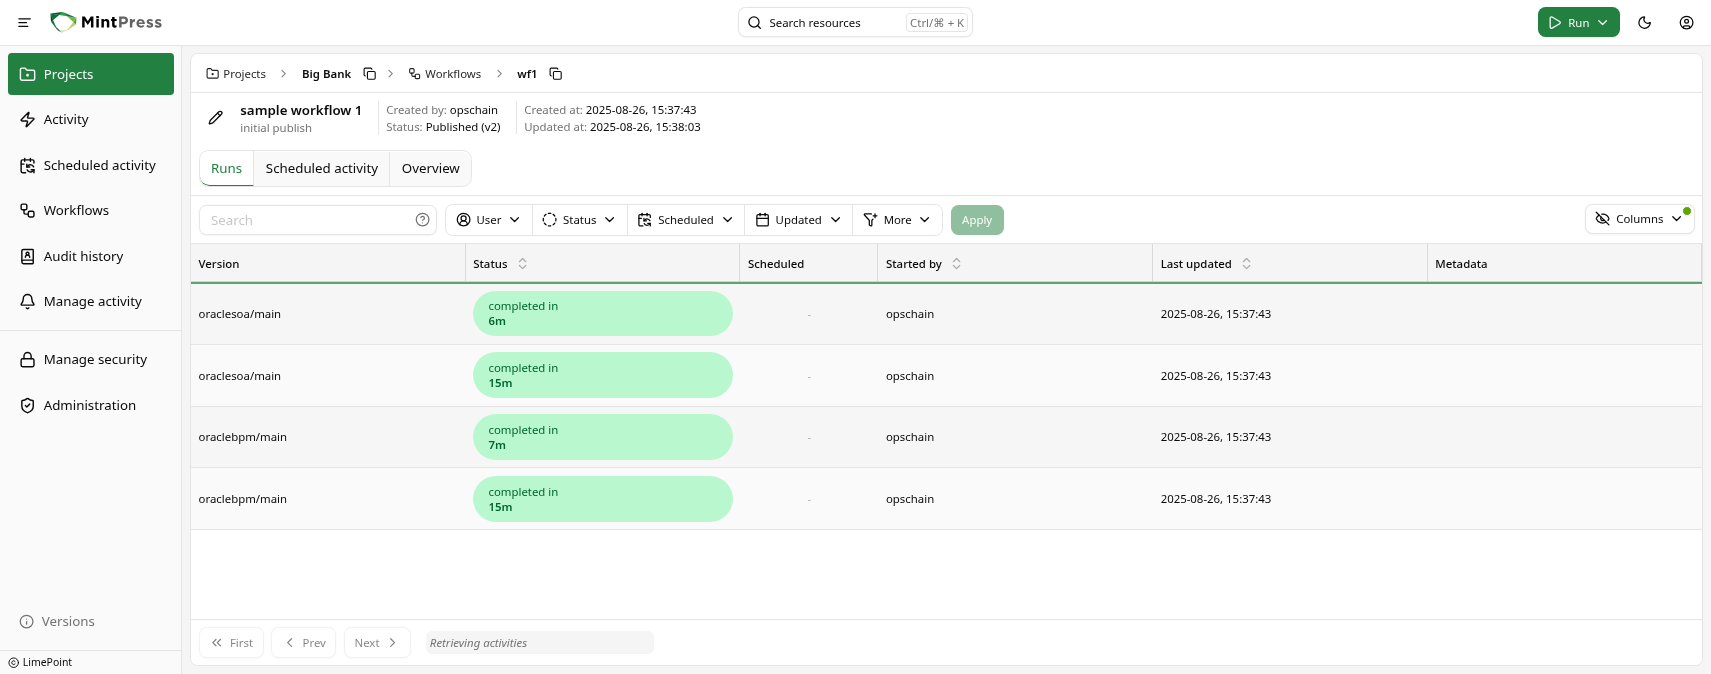 MintPress
Search resources
Ctrl/⌘ + K
Run
Projects
Activity
Scheduled activity
Workflows
Audit history
Manage activity
Manage security
Administration
Versions
© LimePoint
Projects
Big Bank
Workflows
wf1
sample workflow 1
initial publish
Created by: opschain
Status: Published (v2)
Created at: 2025-08-26, 15:37:43
Updated at: 2025-08-26, 15:38:03
Runs
Scheduled activity
Overview
Search
User
Status
Scheduled
Updated
More
Apply
Columns
Version Status Scheduled Started by Last updated Metadata
oraclesoa/main completed in - opschain 2025-08-26, 15:37:43
6m
oraclesoa/main completed in - opschain 2025-08-26, 15:37:43
15m
oraclebpm/main completed in - opschain 2025-08-26, 15:37:43
7m
oraclebpm/main completed in - opschain 2025-08-26, 15:37:43
15m
First
Prev
Next
Retrieving activities